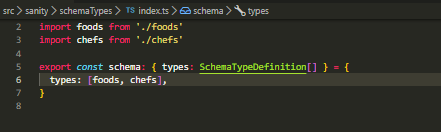 src > sanity > schemaTypes > TS index.ts > schema > types
2 import foods from './foods'
3 import chefs from './chefs'
4
5 export const schema: { types: SchemaTypeDefinition[] } = {
6 types: [foods, chefs],
7 }
8